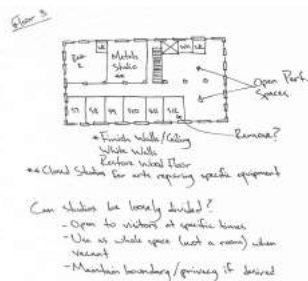 Floor 3
Metals
Studio
**
Open Perf.
Spaces
S7 S8 S9 S10 S11 S12
Remove?
*Finish Walls/Ceiling
White Walls
Restore Wood Floor
** Closed Studios for arts requiring specific equipment
Can studios be loosely divided?
- Open to visitors at specific times
- Use as whole space (not a room) when
vacant
- Maintain boundary/privacy if desired